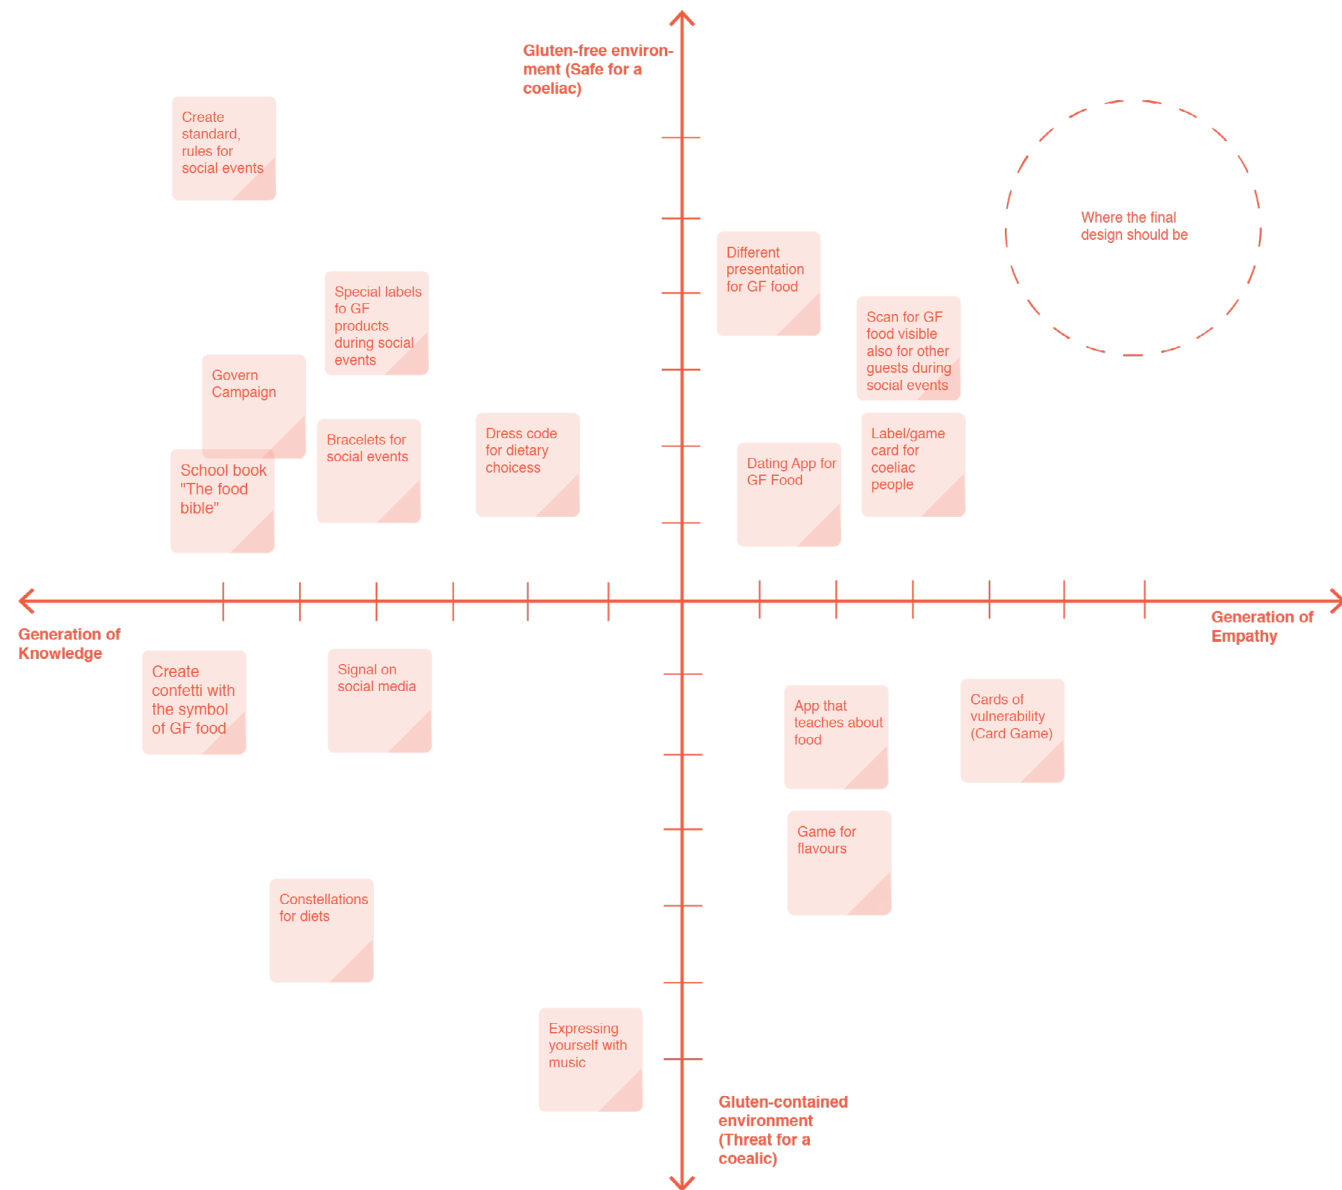 Gluten-free environ-
ment (Safe for a
coeliac)
Create
standard,
rules for
social events
Where the final
design should be
Different
presentation
for GF food
Special labels
fo GF
products
during social
events
Scan for GF
food visible
also for other
guests during
social events
Govern
Campaign
Bracelets for
social events
Dress code
for dietary
choicess
Label/game
card for
coeliac
people
Dating App for
GF Food
School book
"The food
bible"
Generation of
Knowledge
Generation of
Empathy
Create
confetti with
the symbol
of GF food
Signal on
social media
App that
teaches about
food
Cards of
vulnerability
(Card Game)
Game for
flavours
Constellations
for diets
Expressing
yourself with
music
Gluten-contained
environment
(Threat for a
coealic)